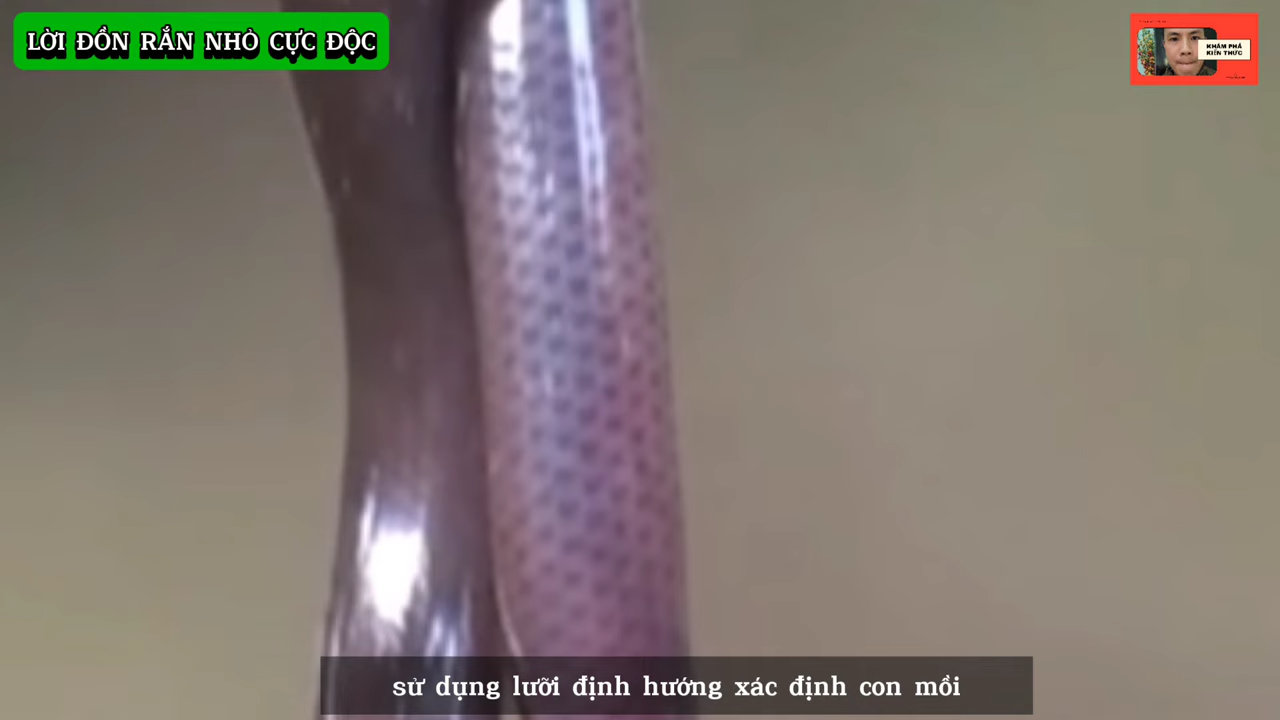 LỜI ĐỒN RẮN NHỎ CỰC ĐỘC
KHÁM PHÁ
KIẾN THỨC
sử dụng lưỡi định hướng xác định con mồi